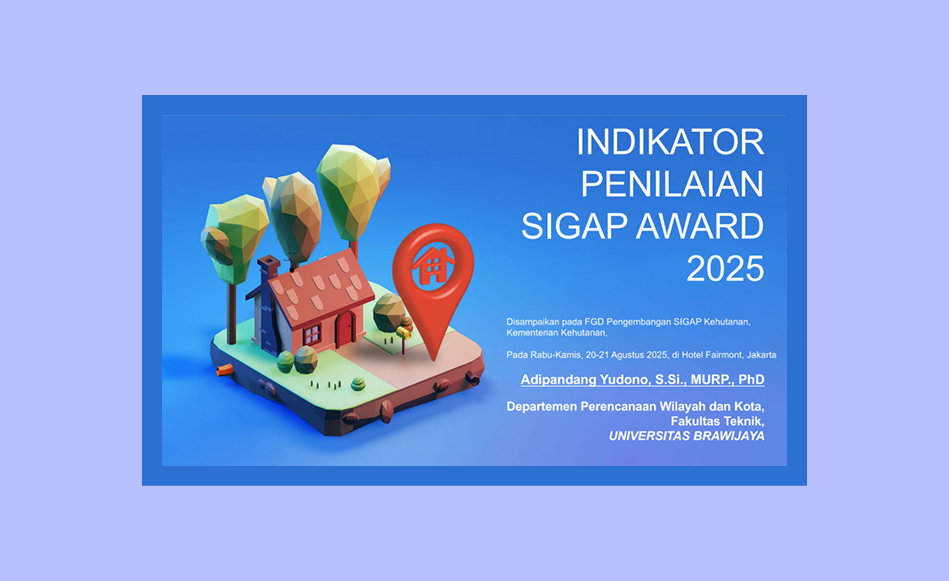 INDIKATOR
PENILAIAN
SIGAP AWARD
2025
Disampaikan pada FGD Pengembangan SIGAP Kehutanan,
Kementerian Kehutanan,
Pada Rabu-Kamis, 20-21 Agustus 2025, di Hotel Fairmont, Jakarta
Adipandang Yudono, S.Si., MURP., PhD
Departemen Perencanaan Wilayah dan Kota,
Fakultas Teknik,
UNIVERSITAS BRAWIJAYA